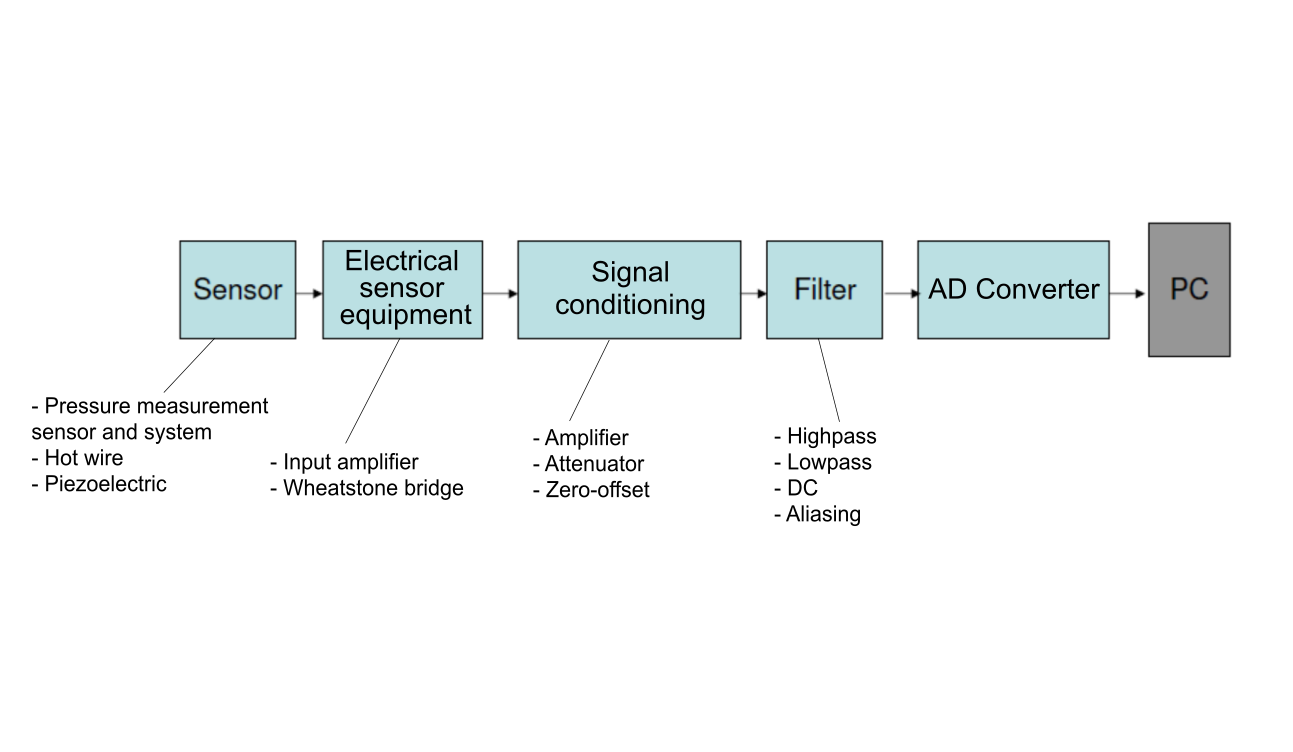 Sensor
Electrical
sensor
equipment
Signal
conditioning
Filter
AD Converter
PC
- Pressure measurement
sensor and system
- Hot wire
- Piezoelectric
- Input amplifier
- Wheatstone bridge
- Amplifier
- Attenuator
- Zero-offset
- Highpass
- Lowpass
- DC
- Aliasing